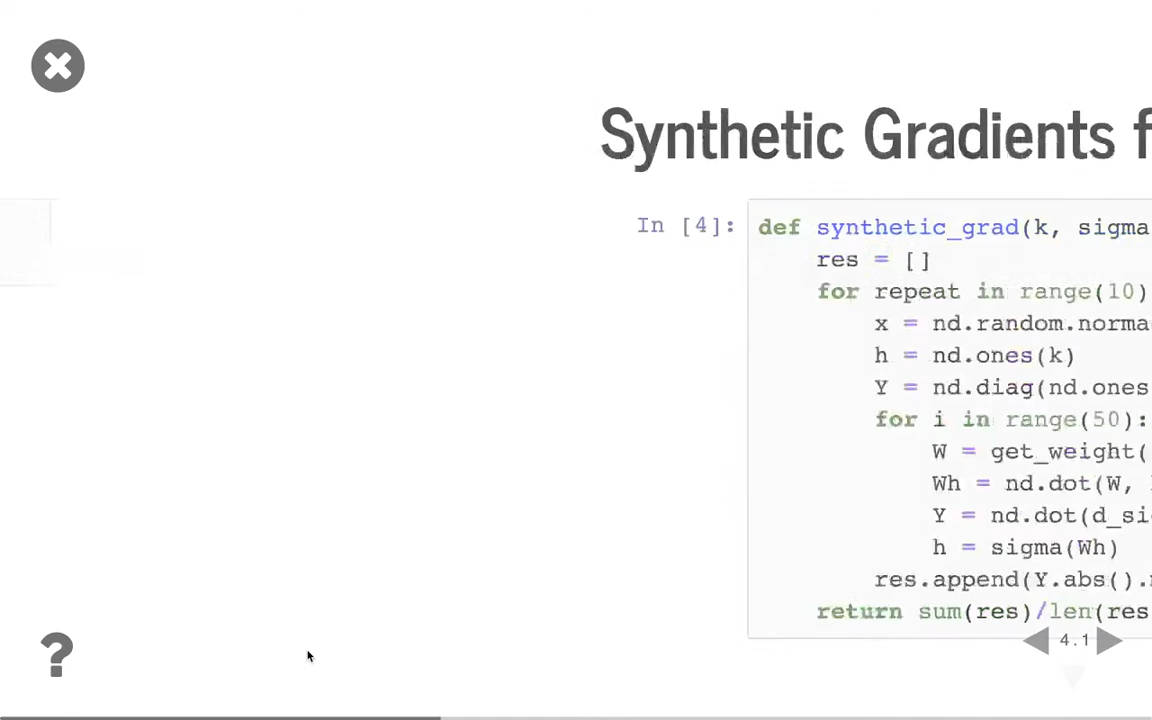 Synthetic Gradients f
In [4]:
def synthetic_grad(k, sigma
res = []
for repeat in range(10)
x = nd.random.norma
h = nd.ones(k)
Y = nd.diag(nd.ones
for i in range(50):
W = get_weight(
Wh = nd.dot(W,
Y = nd.dot(d_si
h = sigma(Wh)
res.append(Y.abs().
return sum(res)/len(res
4.1
?